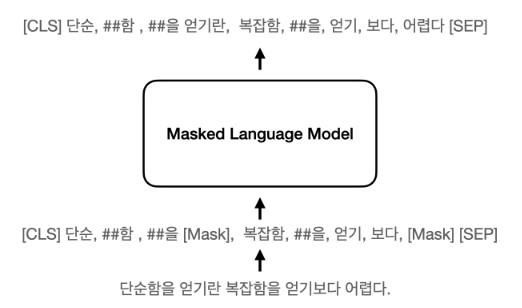 [CLS] 단순, ##함 , ##을 얻기란, 복잡함, ##을, 얻기, 보다, 어렵다 [SEP]
Masked Language Model
[CLS] 단순, ##함 , ##을 [Mask], 복잡함, ##을, 얻기, 보다, [Mask] [SEP]
단순함을 얻기란 복잡함을 얻기보다 어렵다.